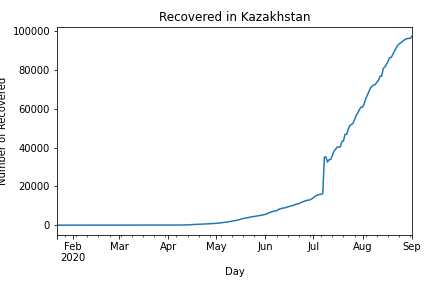 Recovered in Kazakhstan
100000
80000
60000
40000
20000
0
Number of Recovered
Feb
2020
Mar
Apr
May
Jun
Jul
Aug
Sep
Day